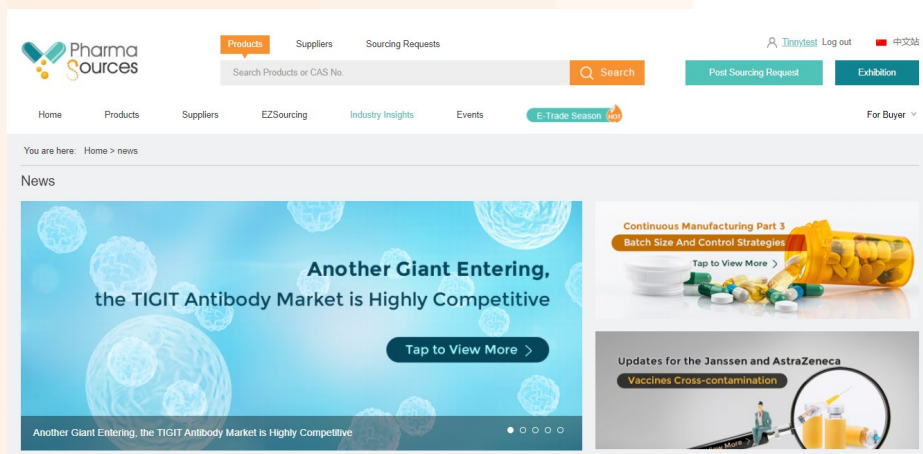 Pharma
Sources
Products Suppliers Sourcing Requests
Tinnytest Log out 中文站
Search Products or CAS No. Search Post Sourcing Request Exhibition
Home Products Suppliers EZSourcing Industry Insights Events E-Trade Season HOT For Buyer
You are here: Home > news
News
Another Giant Entering,
the TIGIT Antibody Market is Highly Competitive
Tap to View More >
Another Giant Entering, the TIGIT Antibody Market is Highly Competitive
Continuous Manufacturing Part 3
Batch Size And Control Strategies
Tap to View More >
Updates for the Janssen and AstraZeneca
Vaccines Cross-contamination
View More >